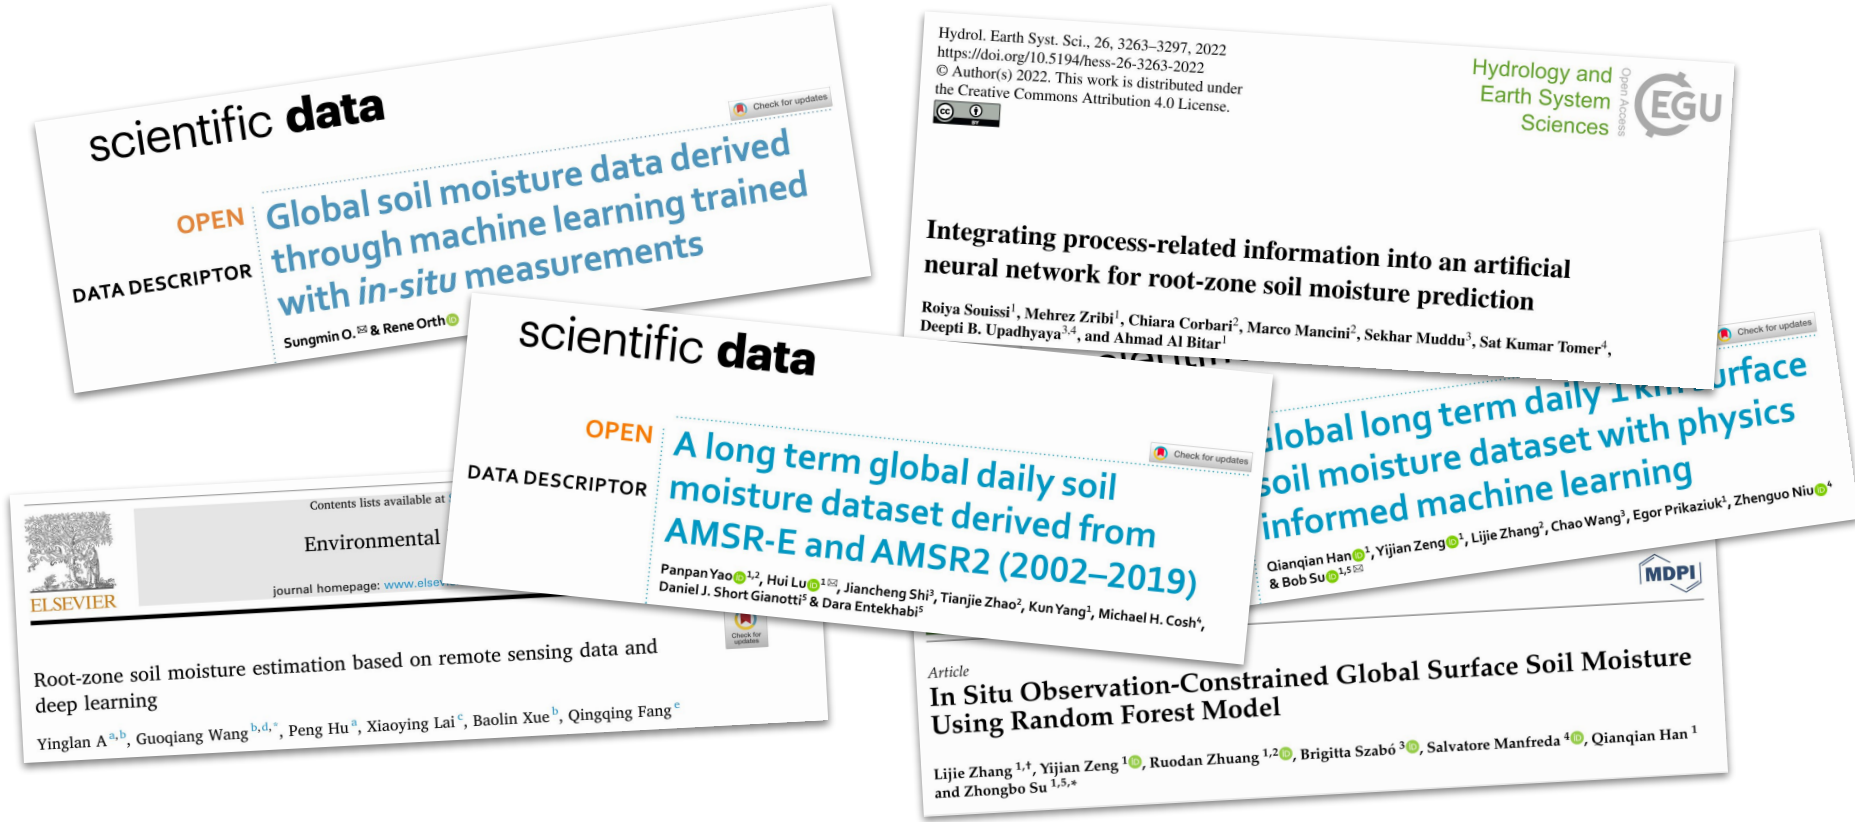 scientific data
Check for updates
OPEN
DATA DESCRIPTOR
Global soil moisture data derived
through machine learning trained
with in-situ measurements
Sungmin O. ✉ & Rene Orth
Hydrol. Earth Syst. Sci., 26, 3263–3297, 2022
https://doi.org/10.5194/hess-26-3263-2022
© Author(s) 2022. This work is distributed under
the Creative Commons Attribution 4.0 License.
cc BY
Hydrology and
Earth System
Sciences
Open Access
EGU
Integrating process-related information into an artificial
neural network for root-zone soil moisture prediction
Roiya Souissi1, Mehrez Zribi1, Chiara Corbari2, Marco Mancini2, Sekhar Muddu3, Sat Kumar Tomer4,
Deepti B. Upadhyaya3,4, and Ahmad Al Bitar1
scientific data
OPEN
DATA DESCRIPTOR
Check for updates
A long term global daily soil
moisture dataset derived from
AMSR-E and AMSR2 (2002–2019)
Panpan Yao1,2, Hui Lu1✉, Jiancheng Shi3, Tianjie Zhao2, Kun Yang1, Michael H. Cosh4,
Daniel J. Short Gianotti5 & Dara Entekhabi5
Check for updates
long term daily 1
soil moisture dataset with physics
informed machine learning
Qianqian Han1, Yijian Zeng1, Lijie Zhang2, Chao Wang3, Egor Prikaziuk1, Zhenguo Niu4
& Bob Su1,5✉
ELSEVIER
Contents lists available at
Environmental
journal homepage: www.else
Check for
updates
Root-zone soil moisture estimation based on remote sensing data and
deep learning
Yinglan A a,b, Guoqiang Wang b,d,*, Peng Hu a, Xiaoying Lai c, Baolin Xue b, Qingqing Fang e
MDPI
Article
In Situ Observation-Constrained Global Surface Soil Moisture
Using Random Forest Model
Lijie Zhang 1,†, Yijian Zeng 1, Ruodan Zhuang 1,2, Brigitta Szabó 3, Salvatore Manfreda 4, Qianqian Han 1
and Zhongbo Su 1,5,*